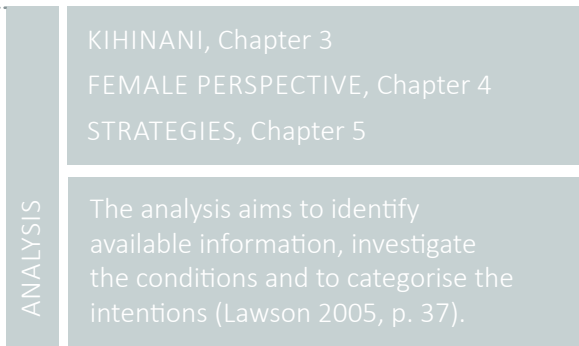 KIHINANI, Chapter 3
FEMALE PERSPECTIVE, Chapter 4
STRATEGIES, Chapter 5
ANALYSIS
The analysis aims to identify
available information, investigate
the conditions and to categorise the
intentions (Lawson 2005, p. 37).